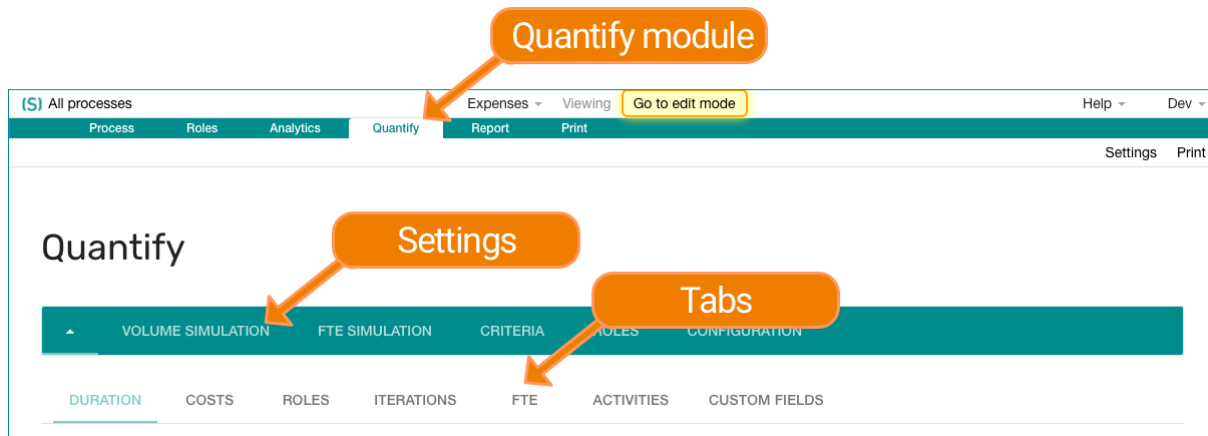 Quantify module
(S) All processes Expenses Viewing Go to edit mode Help Dev
Process Roles Analytics Quantify Report Print
Settings Print
Quantify
Settings
Tabs
VOLUME SIMULATION FTE SIMULATION CRITERIA ROLES CONFIGURATION
DURATION COSTS ROLES ITERATIONS FTE ACTIVITIES CUSTOM FIELDS